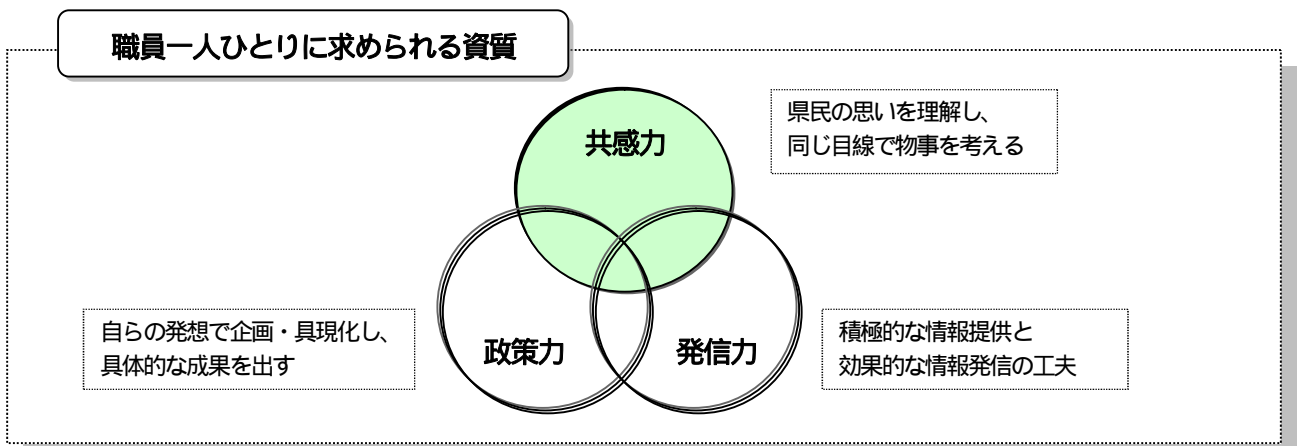 職員一人ひとりに求められる資質
共感力
県民の思いを理解し、
同じ目線で物事を考える
自らの発想で企画・具現化し、
具体的な成果を出す
政策力
発信力
積極的な情報提供と
効果的な情報発信の工夫